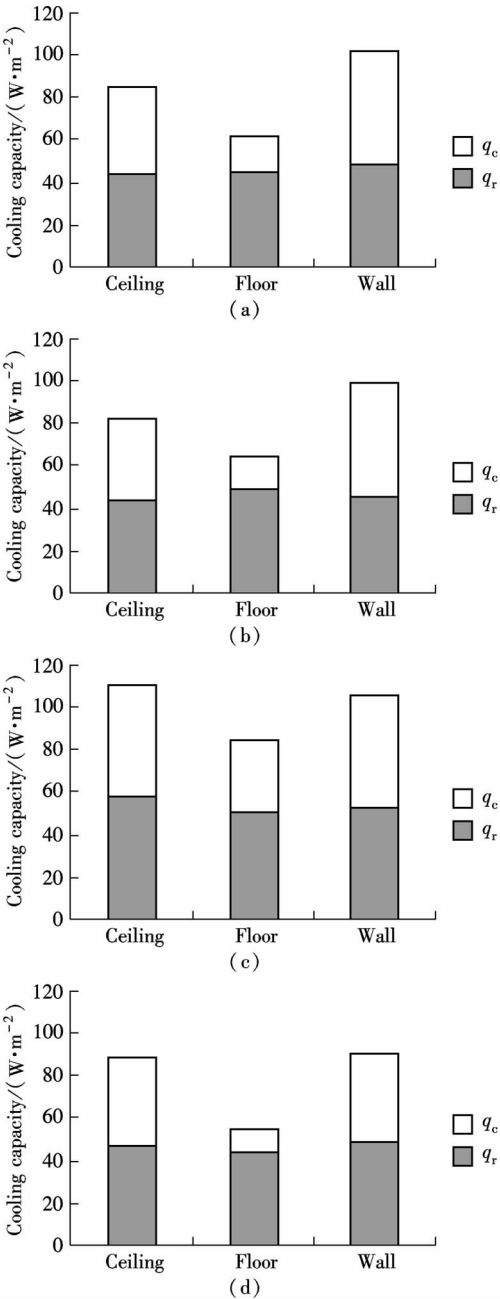 120
100
80
60
40
20
0
Cooling capacity/(W·m⁻²)
Ceiling
Floor
Wall
q_c
q_r
(a)
120
100
80
60
40
20
0
Cooling capacity/(W·m⁻²)
Ceiling
Floor
Wall
q_c
q_r
(b)
120
100
80
60
40
20
0
Cooling capacity/(W·m⁻²)
Ceiling
Floor
Wall
q_c
q_r
(c)
120
100
80
60
40
20
0
Cooling capacity/(W·m⁻²)
Ceiling
Floor
Wall
q_c
q_r
(d)